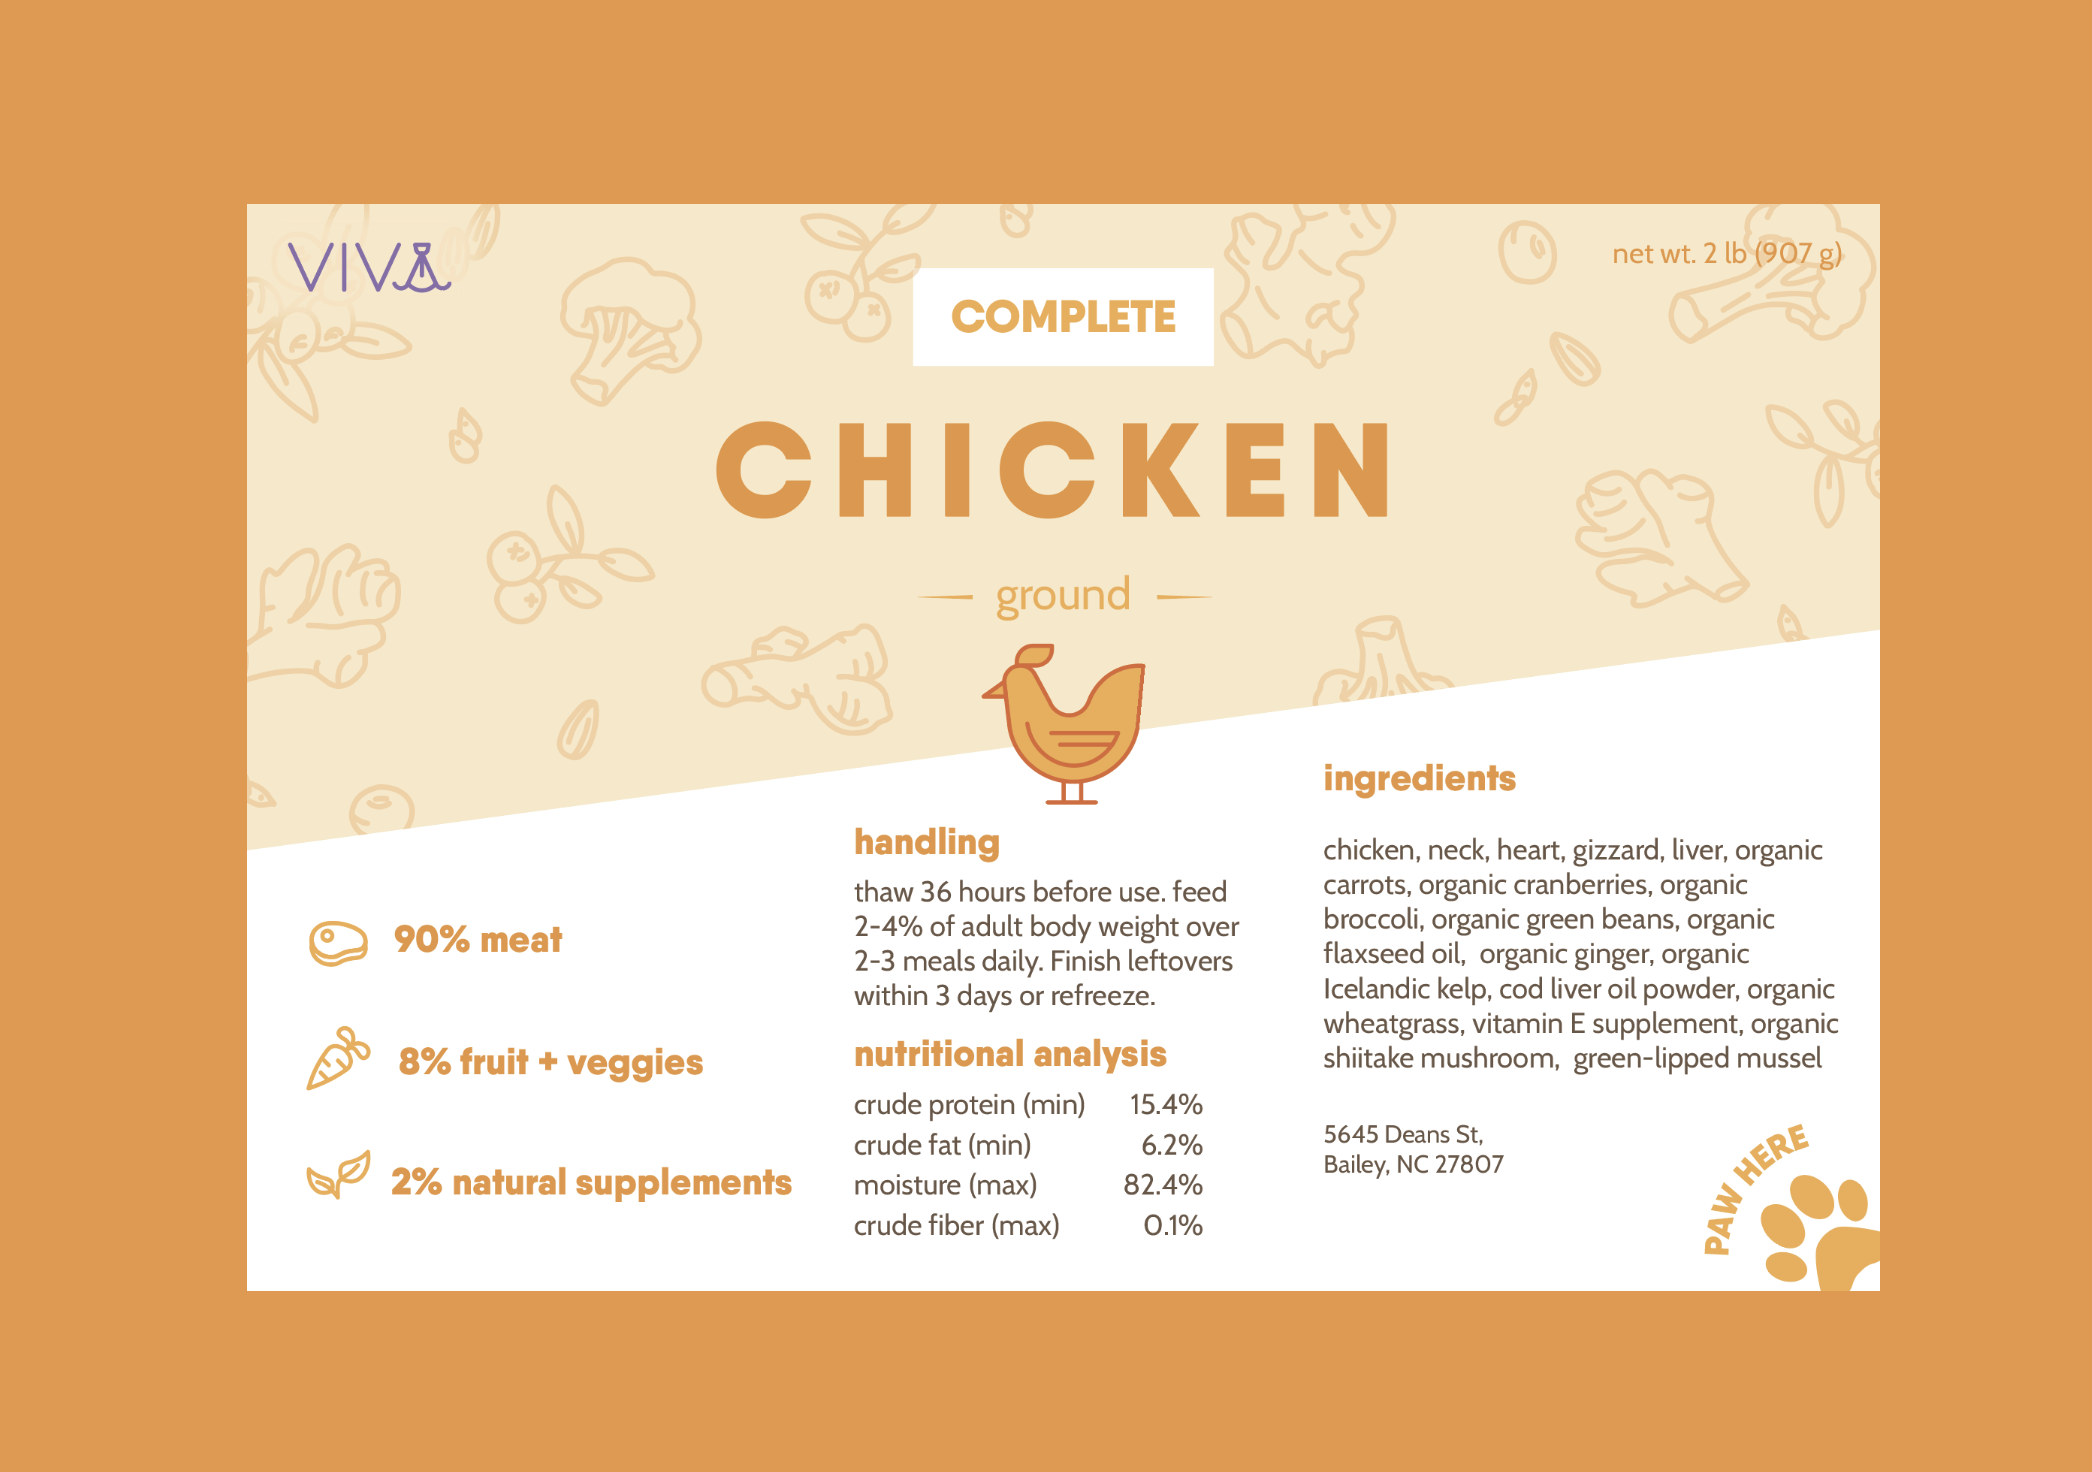 VIVA
net wt. 2 lb (907 g)
COMPLETE
CHICKEN
ground
90% meat
8% fruit + veggies
2% natural supplements
handling
thaw 36 hours before use. feed
2-4% of adult body weight over
2-3 meals daily. Finish leftovers
within 3 days or refreeze.
nutritional analysis
crude protein (min) 15.4%
crude fat (min) 6.2%
moisture (max) 82.4%
crude fiber (max) 0.1%
ingredients
chicken, neck, heart, gizzard, liver, organic
carrots, organic cranberries, organic
broccoli, organic green beans, organic
flaxseed oil,  organic ginger, organic
Icelandic kelp, cod liver oil powder, organic
wheatgrass, vitamin E supplement, organic
shiitake mushroom,  green-lipped mussel
5645 Deans St,
Bailey, NC 27807
PAW HERE